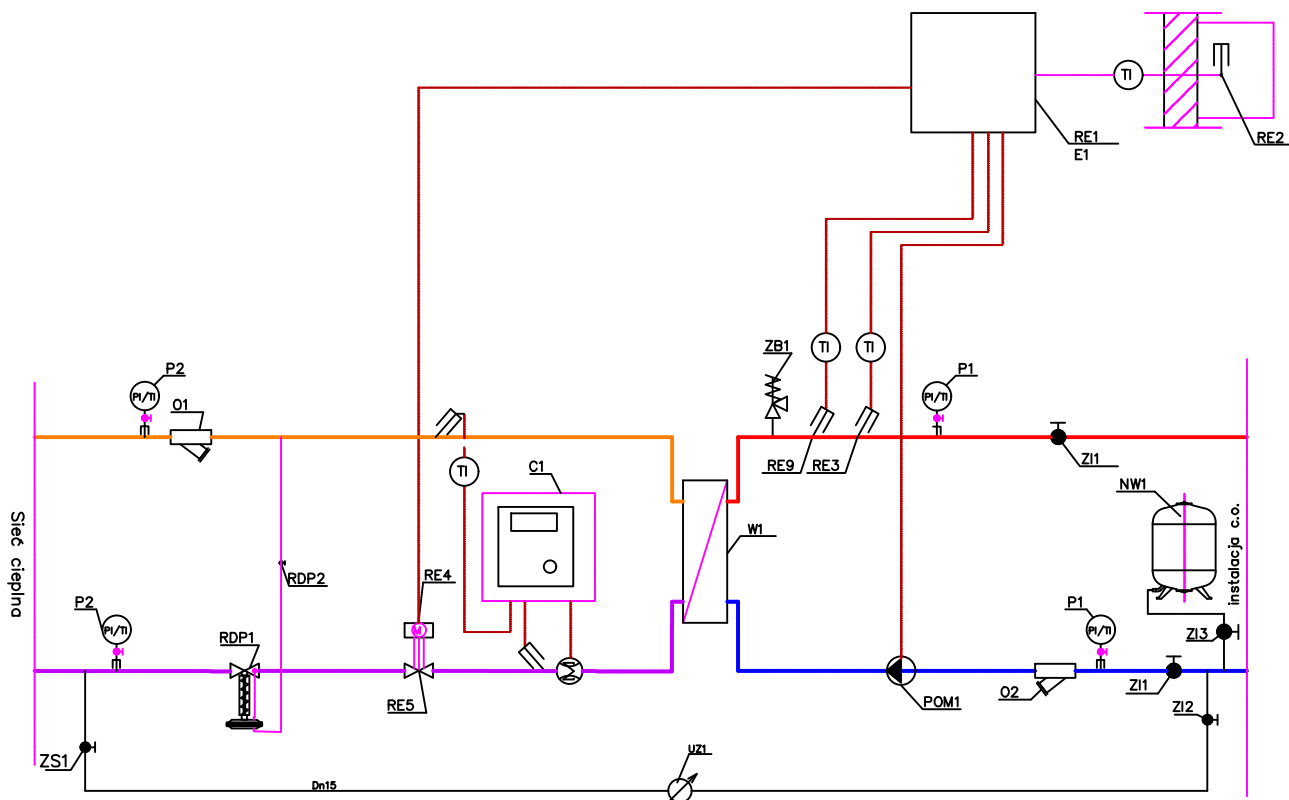 TI
RE1
E1
RE2
ZB1
TI
TI
P2
PI/TI
O1
P1
PI/TI
ZI1
RE9
RE3
TI
C1
NW1
Sieć cieplna
instalacja c.o.
W1
RDP2
RE4
M
P2
PI/TI
RDP1
P1
PI/TI
ZI3
RE5
POM1
O2
ZI1
ZI2
ZS1
UZ1
Dn15